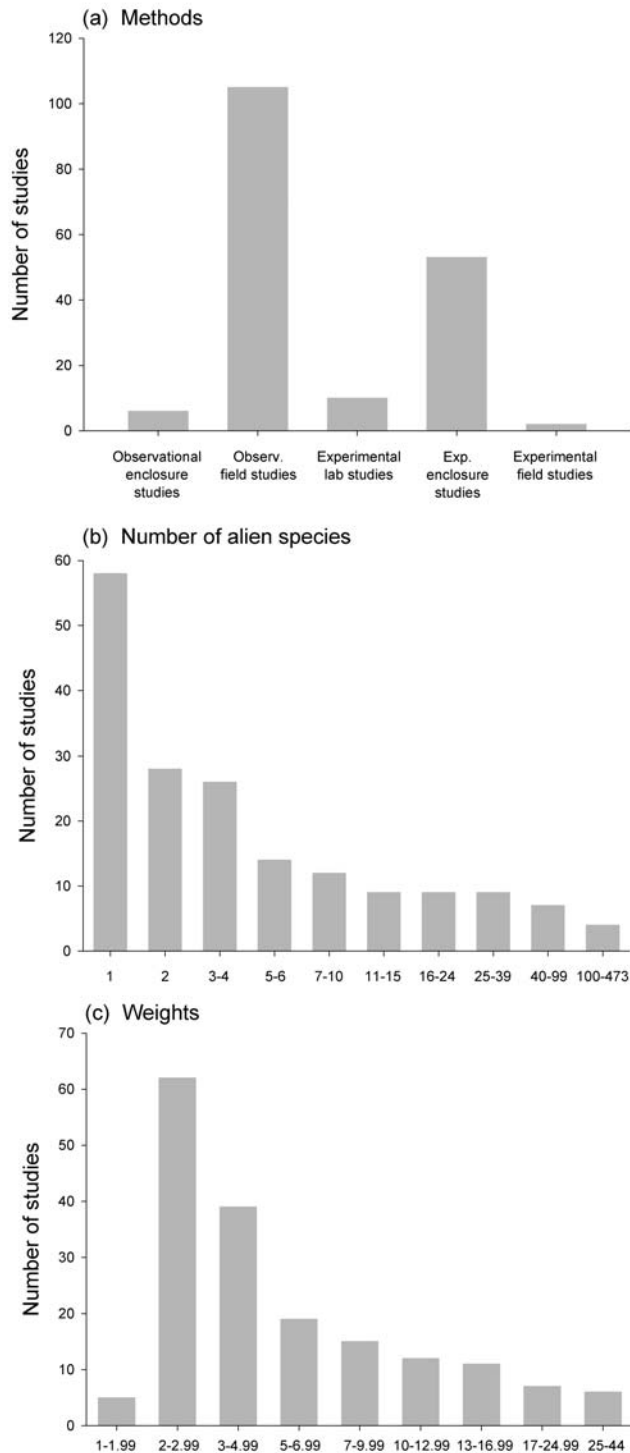 (a) Methods
120
100
80
60
40
20
0
Number of studies
Observational
enclosure
studies
Observ.
field studies
Experimental
lab studies
Exp.
enclosure
studies
Experimental
field studies
(b) Number of alien species
60
50
40
30
20
10
0
Number of studies
1 2 3-4 5-6 7-10 11-15 16-24 25-39 40-99 100-473
(c) Weights
70
60
50
40
30
20
10
0
Number of studies
1-1.99 2-2.99 3-4.99 5-6.99 7-9.99 10-12.99 13-16.99 17-24.99 25-44